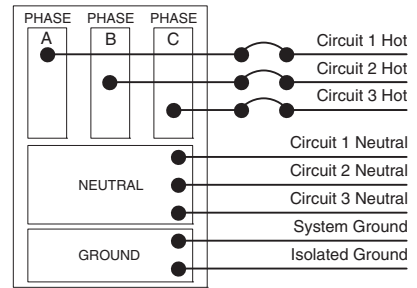 PHASE PHASE PHASE
A B C
Circuit 1 Hot
Circuit 2 Hot
Circuit 3 Hot
Circuit 1 Neutral
NEUTRAL
Circuit 2 Neutral
Circuit 3 Neutral
System Ground
GROUND
Isolated Ground